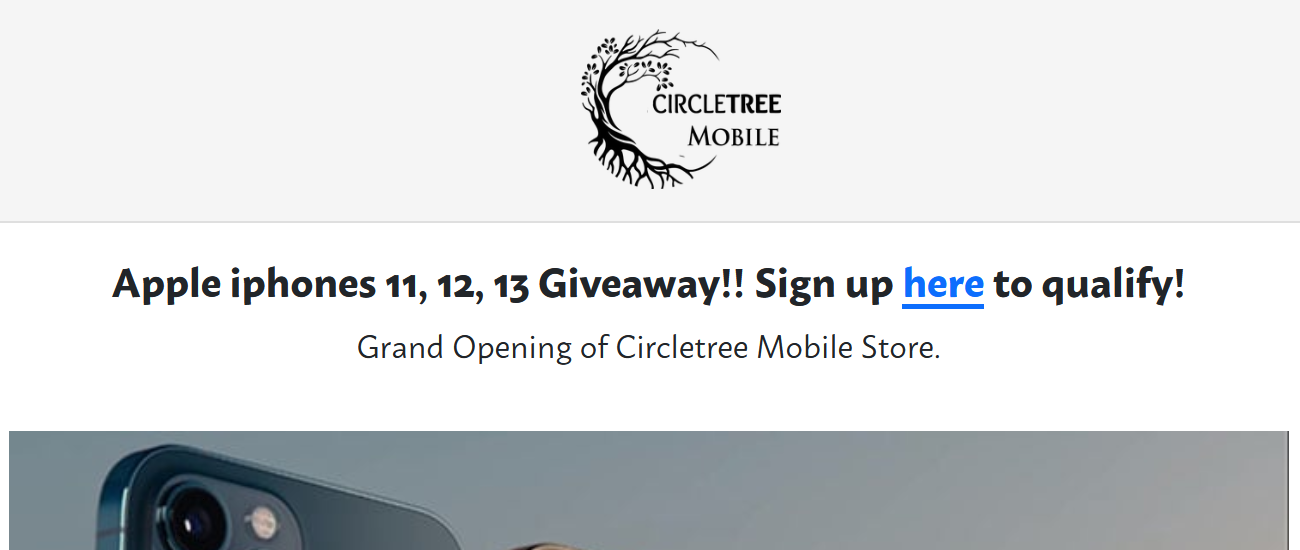 CIRCLETREE
MOBILE
Apple iphones 11, 12, 13 Giveaway!! Sign up here to qualify!
Grand Opening of Circletree Mobile Store.